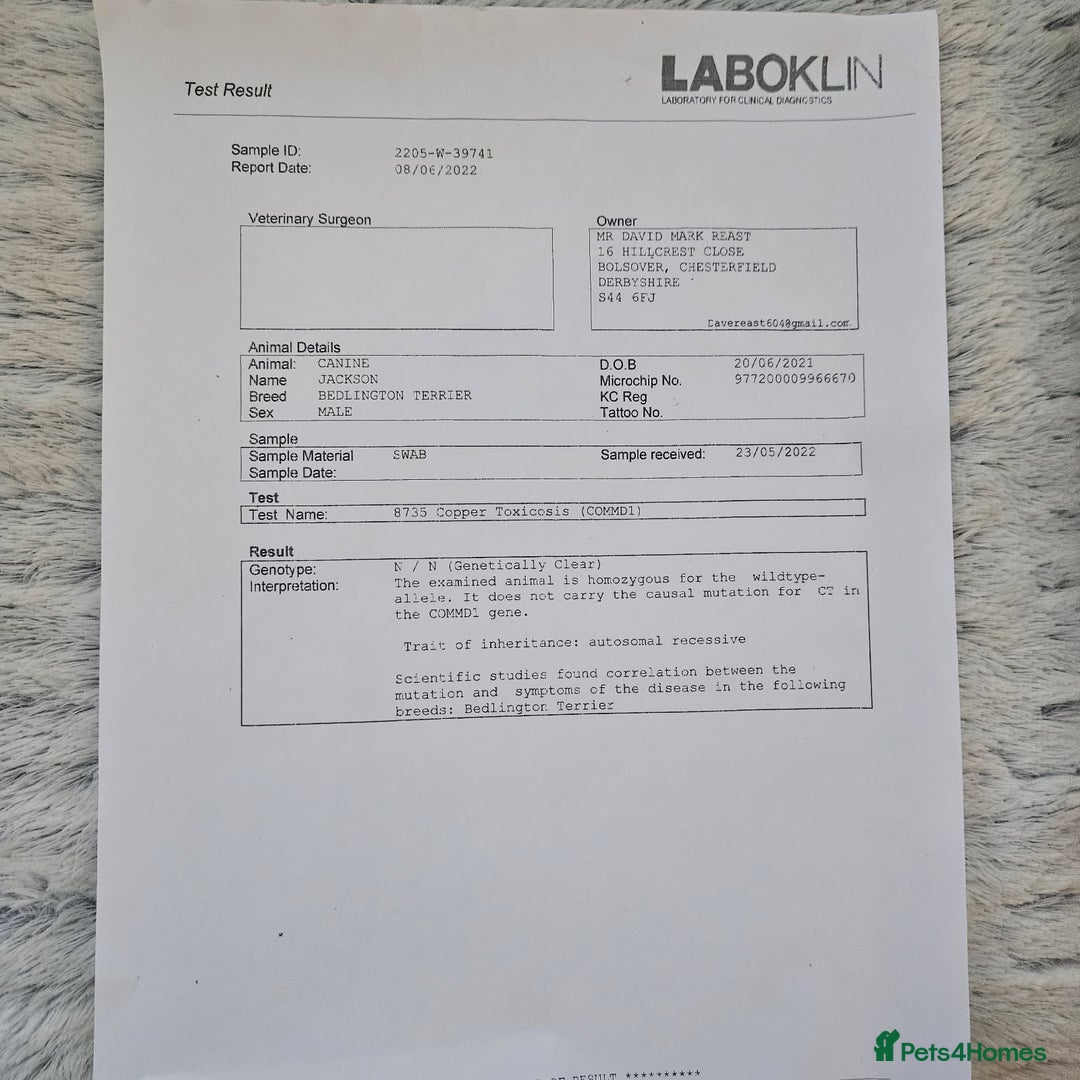 Test Result
LABOKLIN
LABORATORY FOR CLINICAL DIAGNOSTICS
Sample ID: 2205-W-39741
Report Date: 08/06/2022
Veterinary Surgeon
Owner
MR DAVID MARK REAST
16 HILLCREST CLOSE
BOLSOVER, CHESTERFIELD
DERBYSHIRE
S44 6FJ
Davereast604@gmail.com
Animal Details
Animal: CANINE D.O.B 20/06/2021
Name JACKSON Microchip No. 977200009966670
Breed BEDLINGTON TERRIER KC Reg
Sex MALE Tattoo No.
Sample
Sample Material SWAB Sample received: 23/05/2022
Sample Date:
Test
Test Name: 8735 Copper Toxicosis (COMMD1)
Result
Genotype: N / N (Genetically Clear)
Interpretation: The examined animal is homozygous for the wildtype-
allele. It does not carry the causal mutation for CT in
the COMMD1 gene.
Trait of inheritance: autosomal recessive
Scientific studies found correlation between the
mutation and symptoms of the disease in the following
breeds: Bedlington Terrier
OF RESULT **********
Pets4Homes